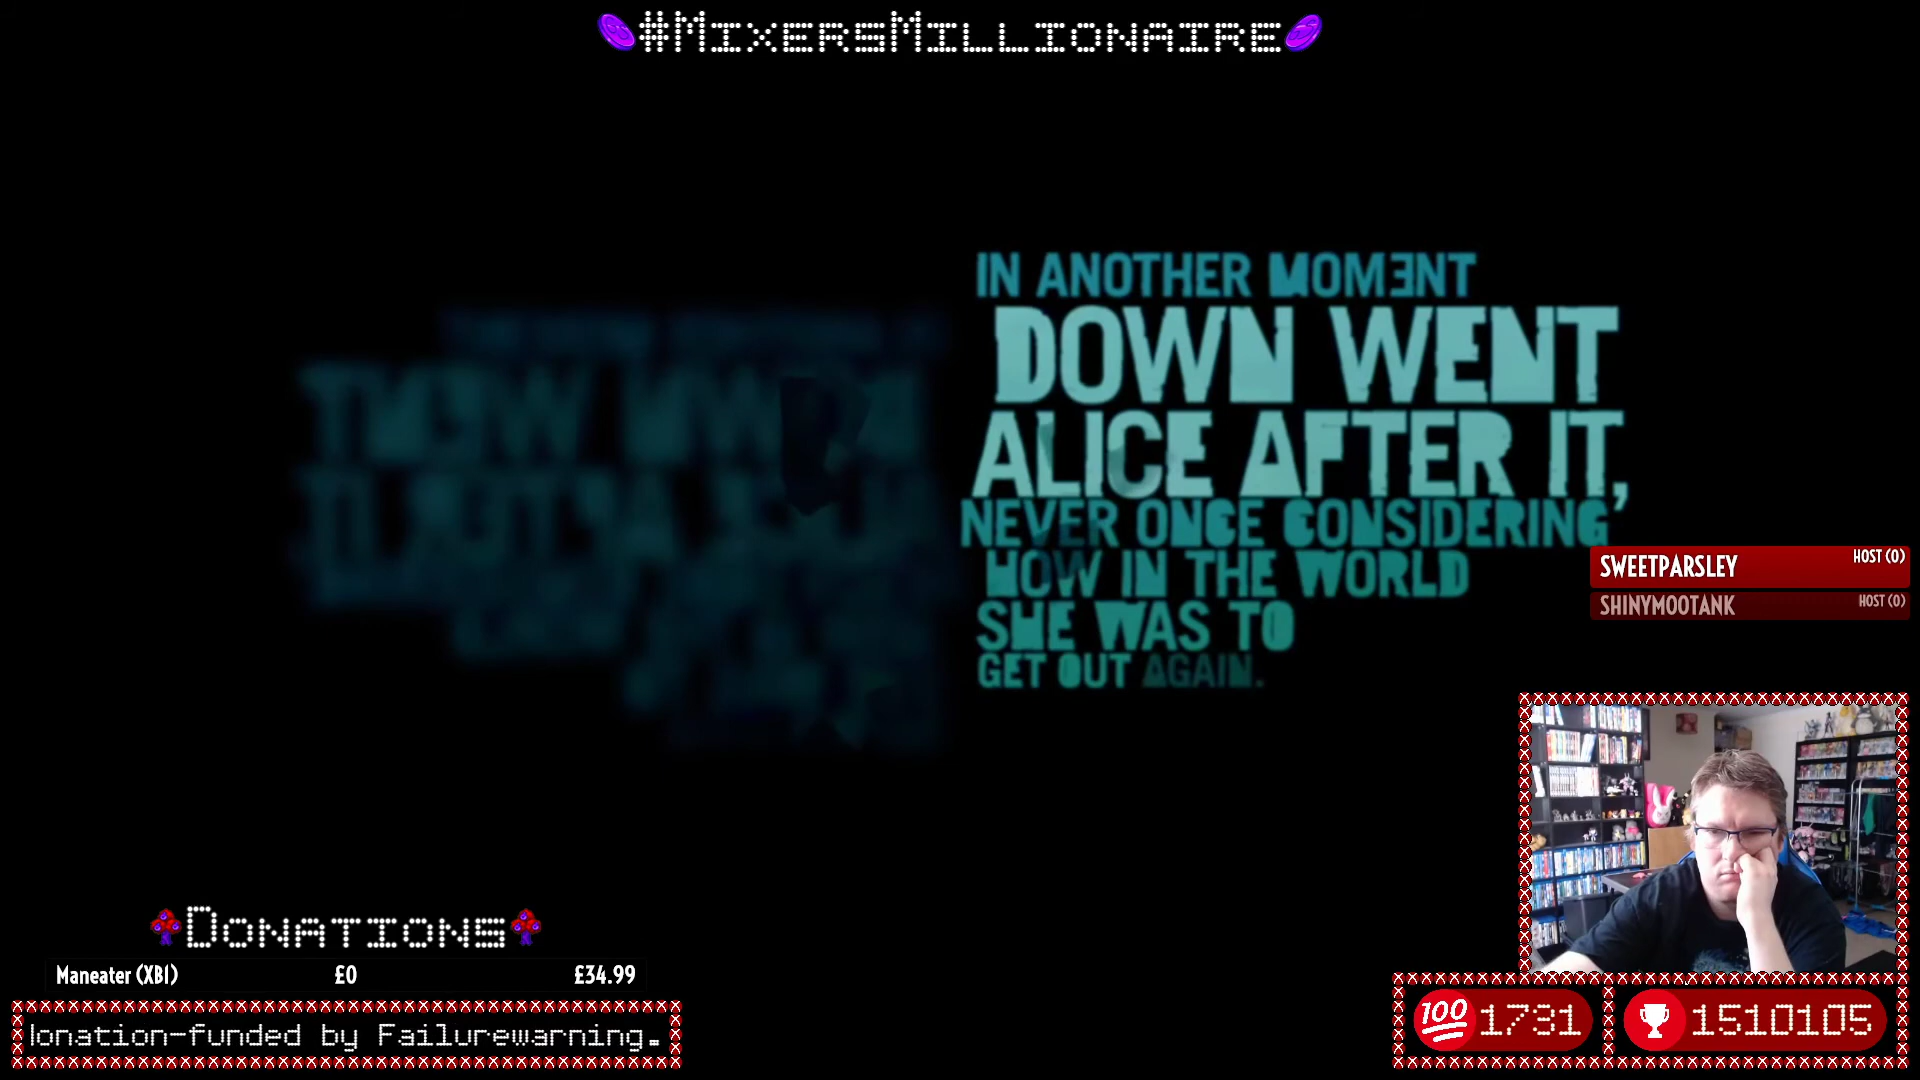 #MIXERSMILLIONAIRE
IN ANOTHER MOMENT
DOWN WENT
ALICE AFTER IT,
NEVER ONCE CONSIDERING
HOW IN THE WORLD
SHE WAS TO
GET OUT AGAIN.
SWEETPARSLEY HOST (0)
SHINYMOOTANK HOST (0)
DONATIONS
Maneater (XB1) £0 £34.99
onation-funded by Failurewarning.
100 1731 1510105